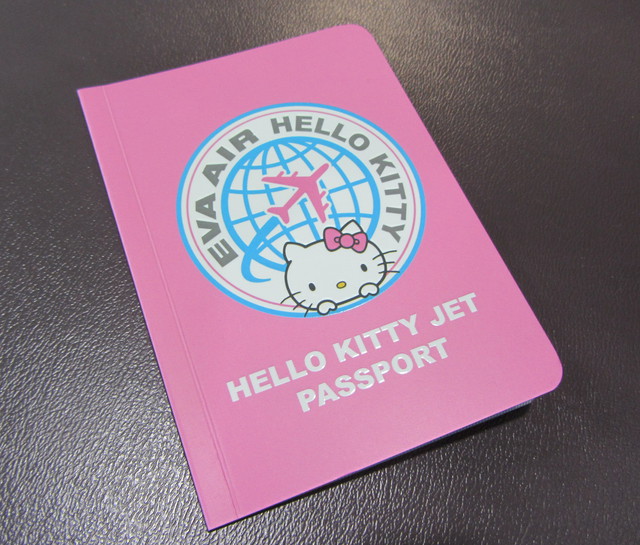 EVA AIR HELLO KITTY
HELLO KITTY JET
PASSPORT